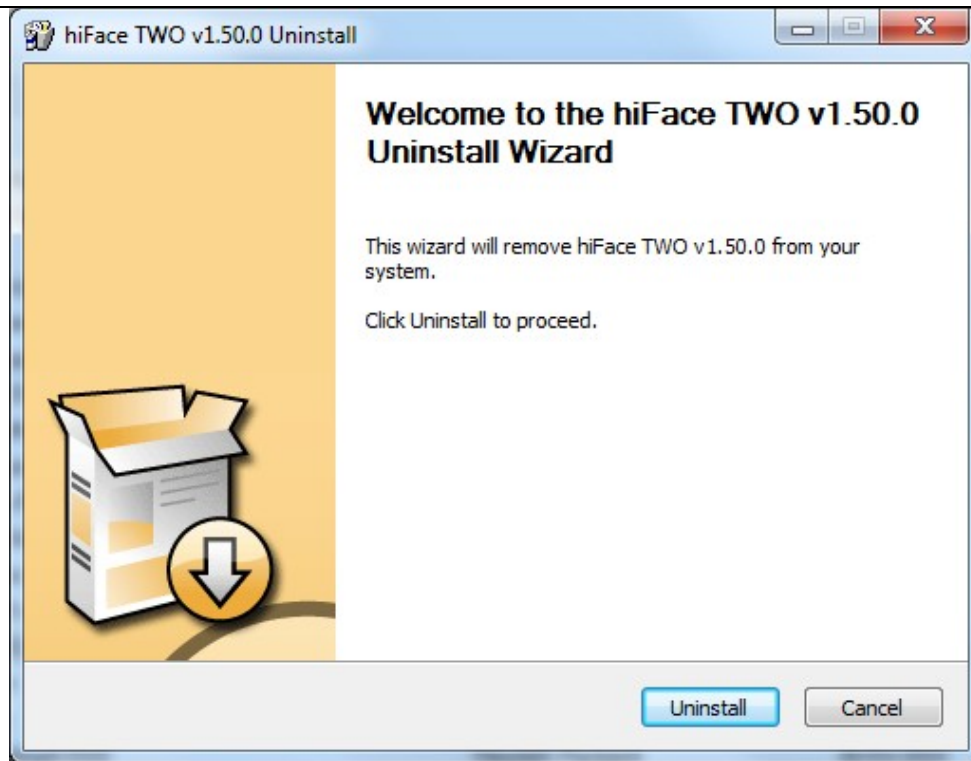 hiFace TWO v1.50.0 Uninstall
Welcome to the hiFace TWO v1.50.0
Uninstall Wizard
This wizard will remove hiFace TWO v1.50.0 from your
system.
Click Uninstall to proceed.
Uninstall
Cancel